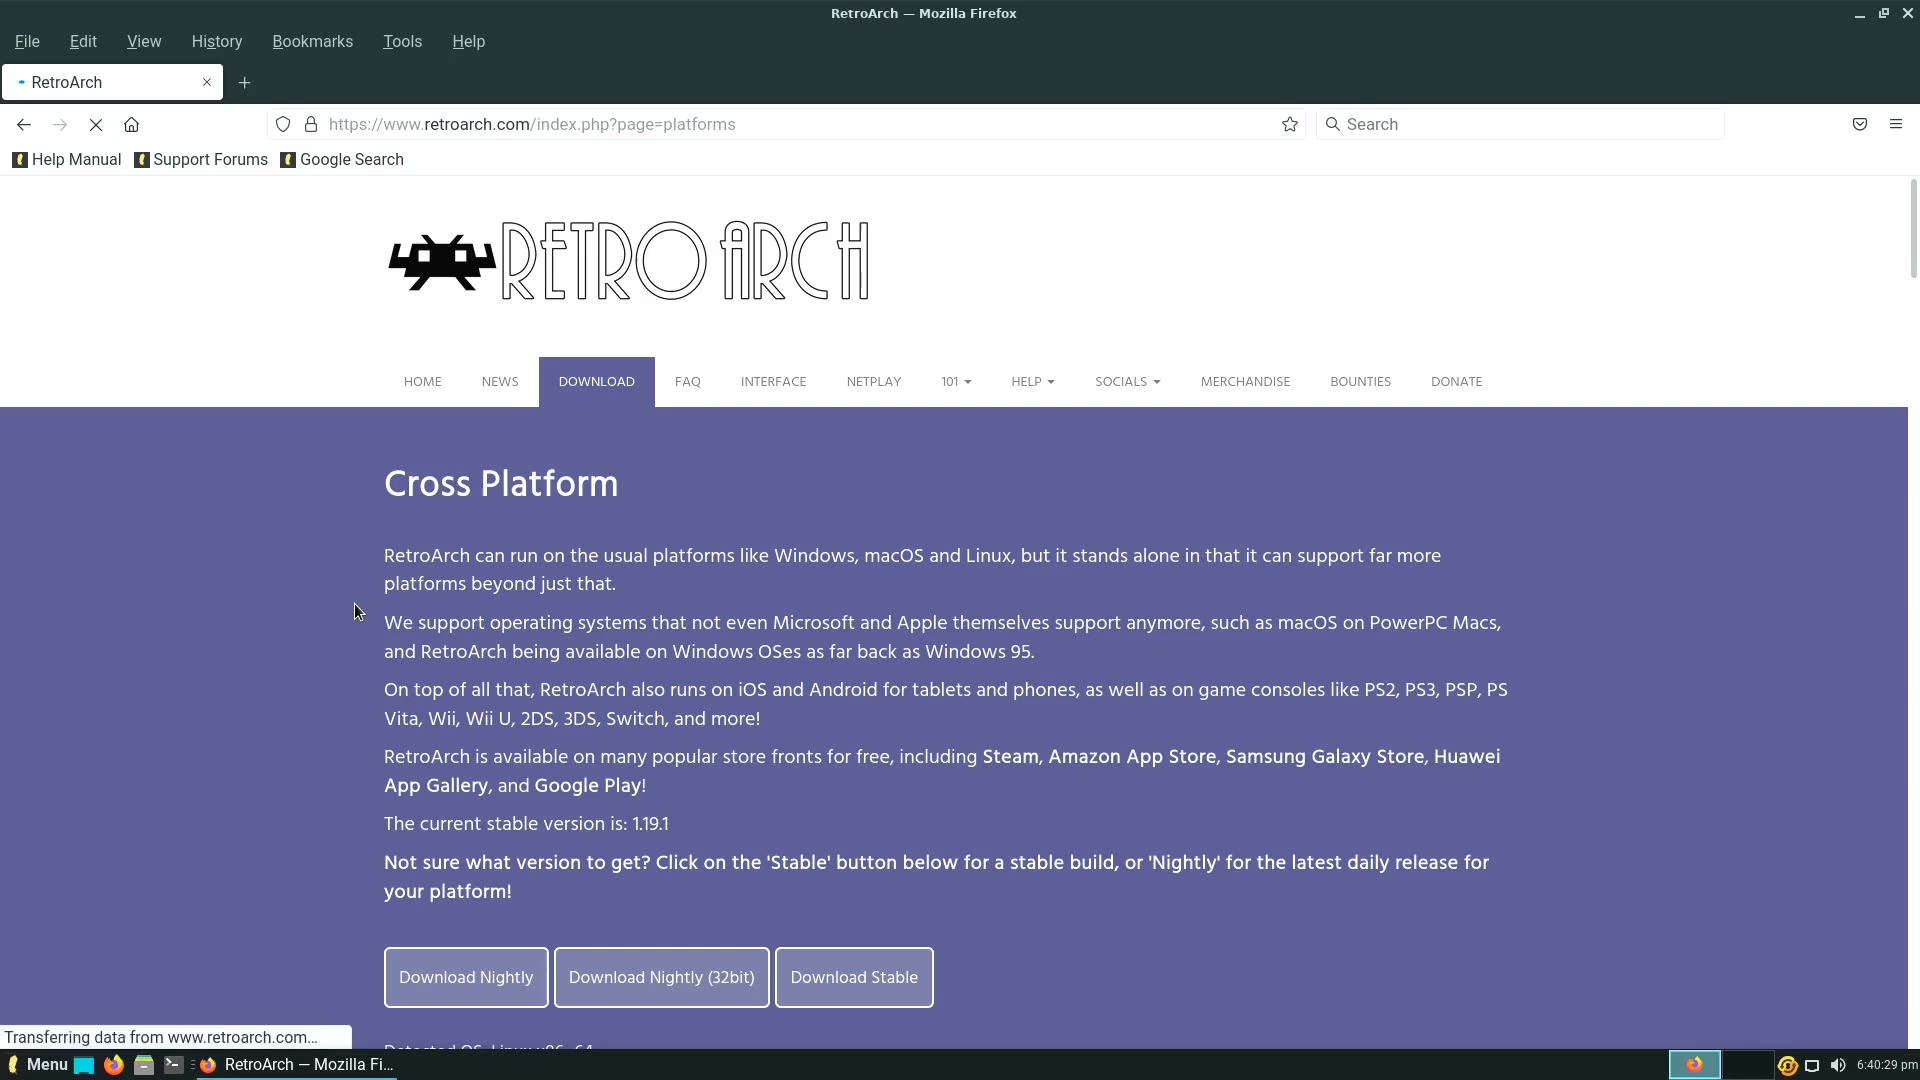 RetroArch — Mozilla Firefox
File Edit View History Bookmarks Tools Help
RetroArch
https://www.retroarch.com/index.php?page=platforms
Search
Help Manual Support Forums Google Search
RETROARCH
HOME NEWS DOWNLOAD FAQ INTERFACE NETPLAY 101 HELP SOCIALS MERCHANDISE BOUNTIES DONATE
Cross Platform
RetroArch can run on the usual platforms like Windows, macOS and Linux, but it stands alone in that it can support far more
platforms beyond just that.
We support operating systems that not even Microsoft and Apple themselves support anymore, such as macOS on PowerPC Macs,
and RetroArch being available on Windows OSes as far back as Windows 95.
On top of all that, RetroArch also runs on iOS and Android for tablets and phones, as well as on game consoles like PS2, PS3, PSP, PS
Vita, Wii, Wii U, 2DS, 3DS, Switch, and more!
RetroArch is available on many popular store fronts for free, including Steam, Amazon App Store, Samsung Galaxy Store, Huawei
App Gallery, and Google Play!
The current stable version is: 1.19.1
Not sure what version to get? Click on the 'Stable' button below for a stable build, or 'Nightly' for the latest daily release for
your platform!
Download Nightly Download Nightly (32bit) Download Stable
Detected OS: Linux x86_64
Transferring data from www.retroarch.com...
Menu RetroArch — Mozilla Fi... 6:40:29 pm